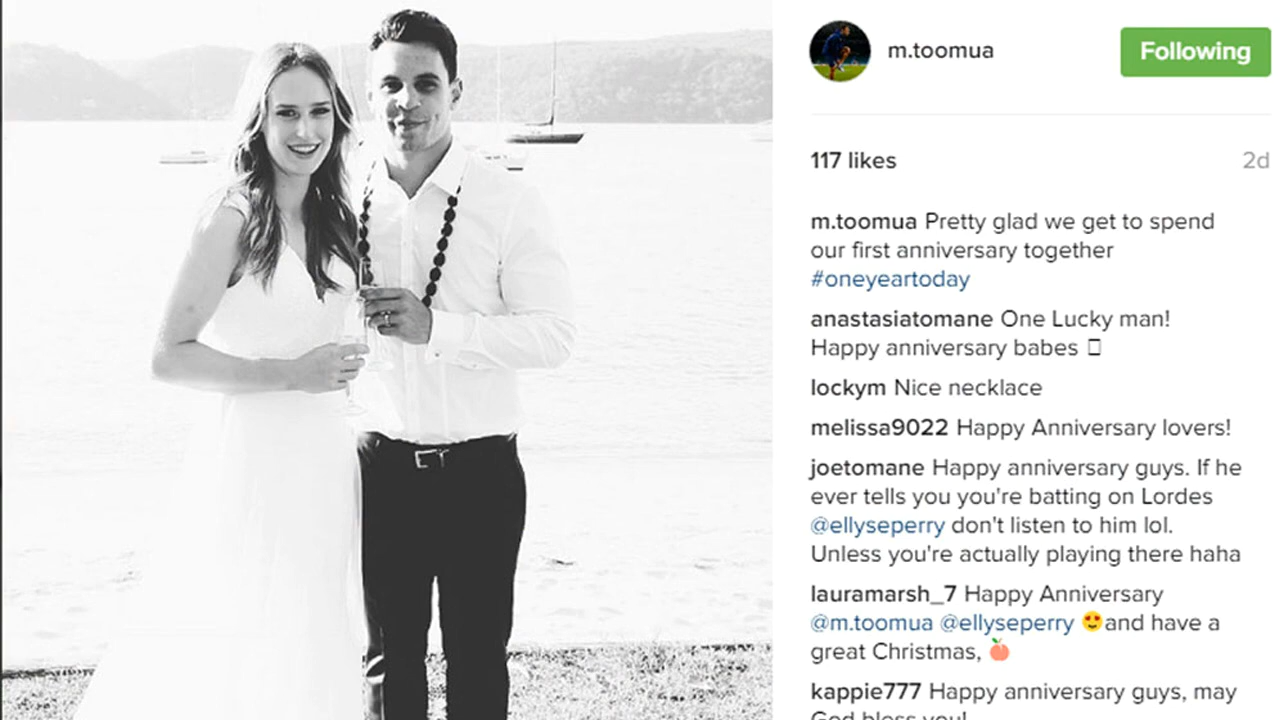 m.toomua
Following
117 likes
2d
m.toomua Pretty glad we get to spend
our first anniversary together
#oneyeartoday
anastasiatomane One Lucky man!
Happy anniversary babes
lockym Nice necklace
melissa9022 Happy Anniversary lovers!
joetomane Happy anniversary guys. If he
ever tells you you're batting on Lordes
@ellyseperry don't listen to him lol.
Unless you're actually playing there haha
lauramarsh_7 Happy Anniversary
@m.toomua @ellyseperry 😍and have a
great Christmas, 🍑
kappie777 Happy anniversary guys, may
God bless you!